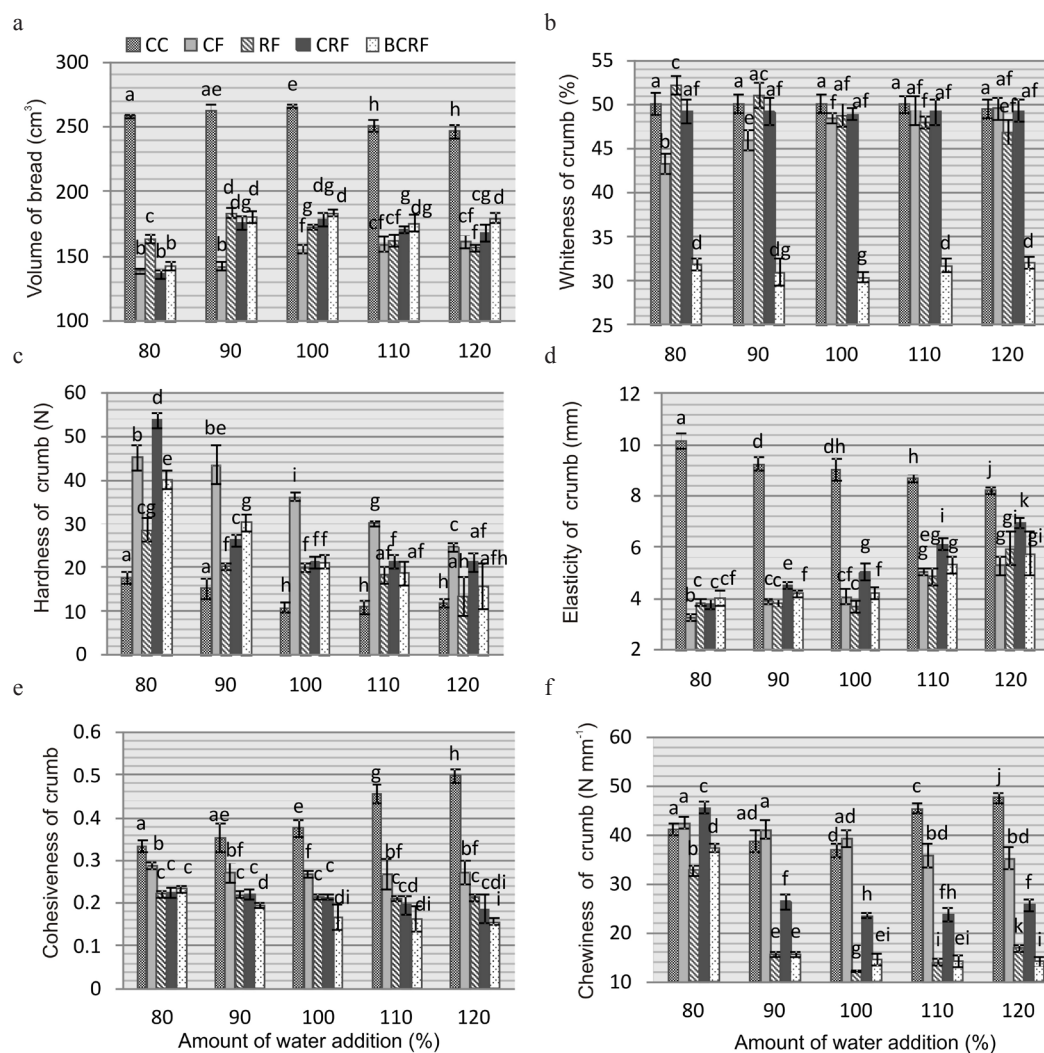 a
CC CF RF CRF BCRF
300
250
200
150
100
Volume of bread (cm³)
a ae e h h
b c b b
b d dg d
f g dg d
cf cf g dg
cf f cg d
80 90 100 110 120
b
55
50
45
40
35
30
25
Whiteness of crumb (%)
a b c af d
a e ac af dg
a f af af g
a af f af d
a af ef af d
80 90 100 110 120
c
60
50
40
30
20
10
0
Hardness of crumb (N)
a b cg d e
a be f c g
h i f f f
h g af f af
h c ah af afh
80 90 100 110 120
d
12
10
8
6
4
2
Elasticity of crumb (mm)
a b c c cf
d c c e f
dh cf c g f
h g eg i g
j g gi k gi
80 90 100 110 120
e
0.6
0.5
0.4
0.3
0.2
0.1
0
Cohesiveness of crumb
a b c c c
ae bf c c d
e f c c di
g bf c cd di
h bf c cdi i
80 90 100 110 120
Amount of water addition (%)
f
60
50
40
30
20
10
Chewiness of crumb (N mm⁻¹)
a a b c d
ad a e f e
d ad g h ei
c bd i fh ei
j bd k f i
80 90 100 110 120
Amount of water addition (%)